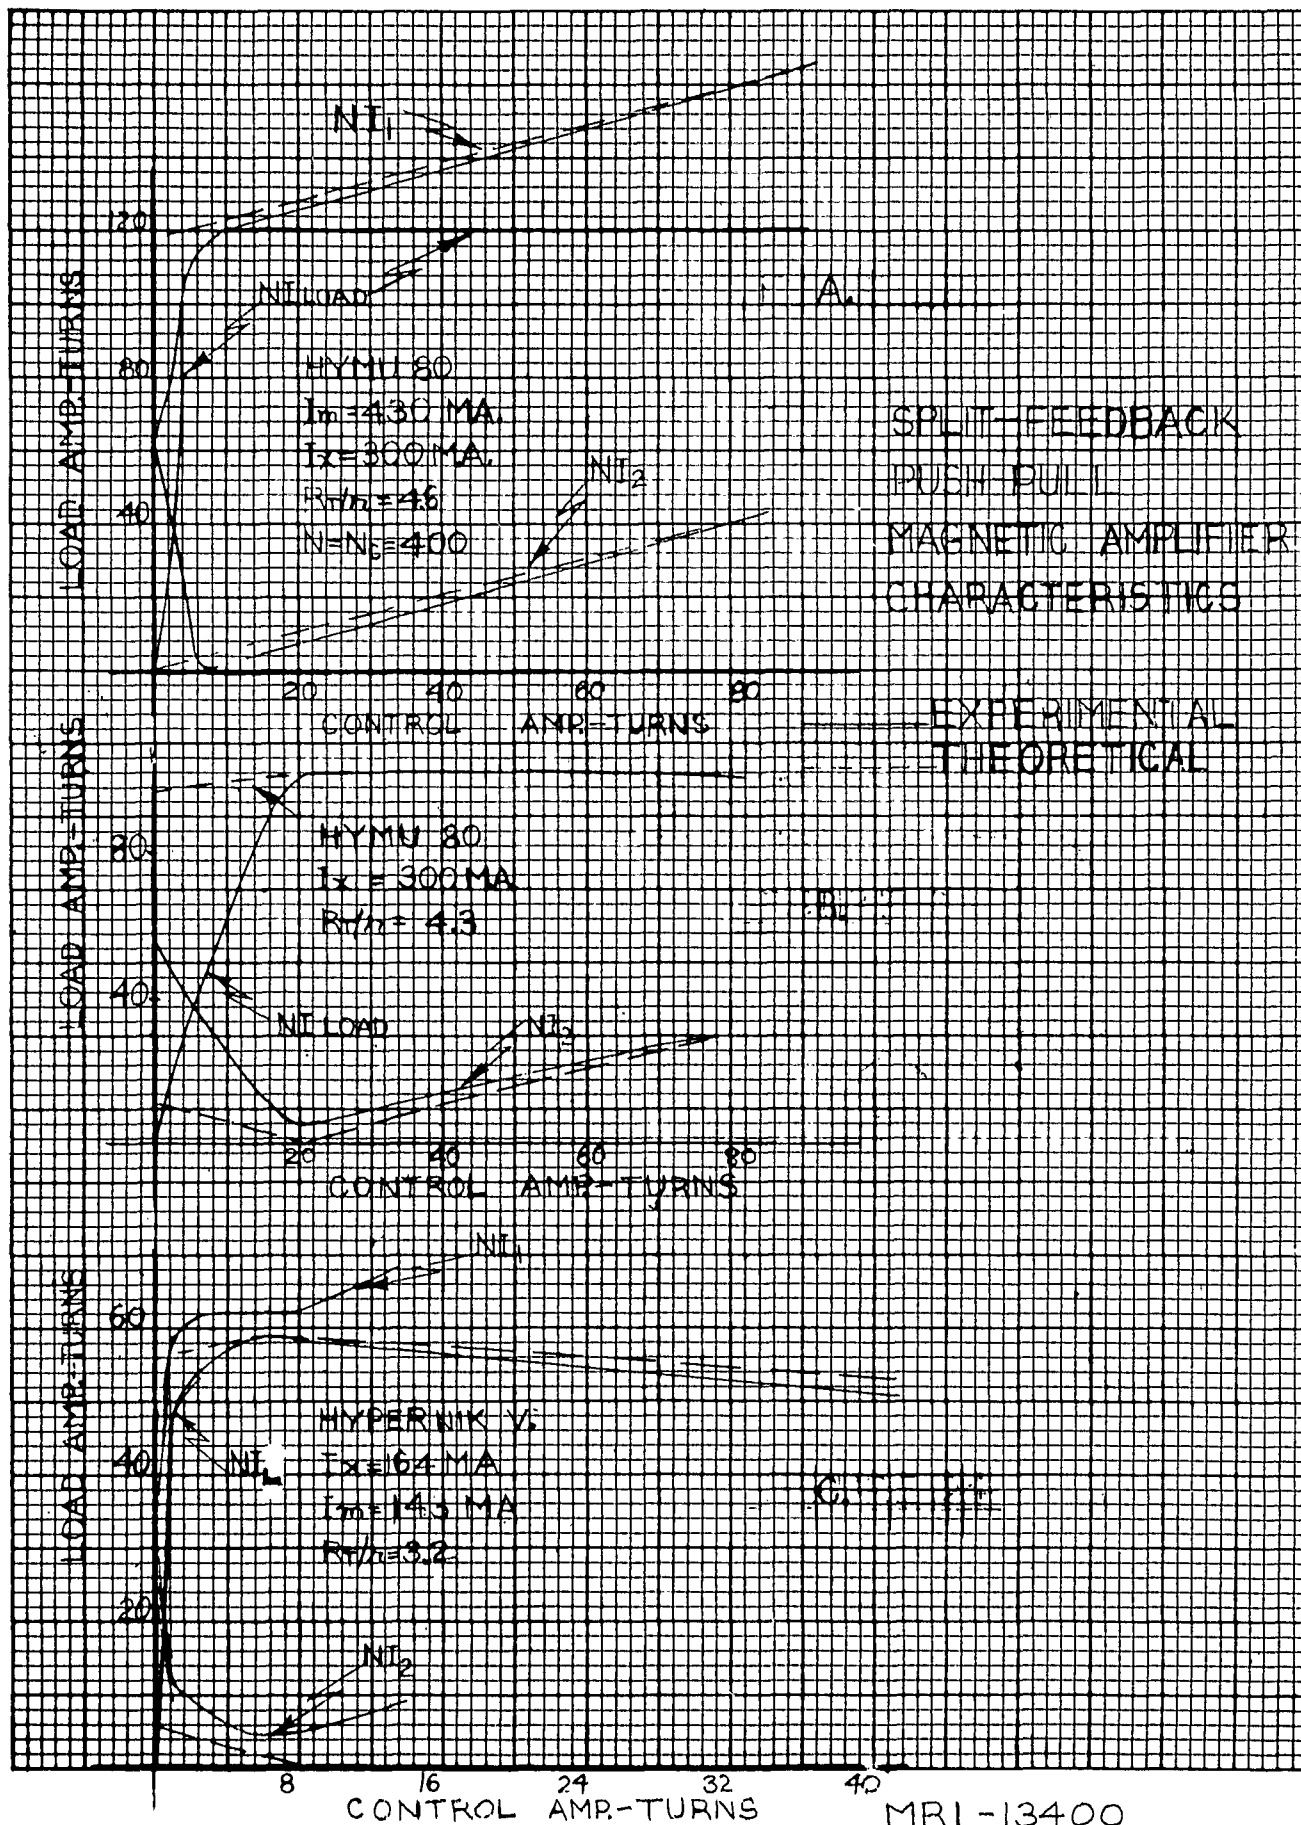 NI₁
120
LOAD AMP.-TURNS
NI LOAD
A.
80
HYMU 80
Im=430 MA.
Ix=300 MA.
NI₂
RT/n=4.6
40
N=Nc=400
SPLIT-FEEDBACK
PUSH PULL
MAGNETIC AMPLIFIER
CHARACTERISTICS
20 40 60 80
CONTROL AMP.-TURNS
EXPERIMENTAL
THEORETICAL
LOAD AMP.-TURNS
80
HYMU 80
Ix = 300 MA
RT/n= 4.3
B.
40
NI LOAD
NI₂
20 40 60 80
CONTROL AMP.-TURNS
NI₁
LOAD AMP.-TURNS
60
HYPERNIK V.
40
NI L
Ix=164 MA
Im=143 MA
C.
RT/n=3.2
20
NI₂
8 16 24 32 40
CONTROL AMP.-TURNS
MRI-13400